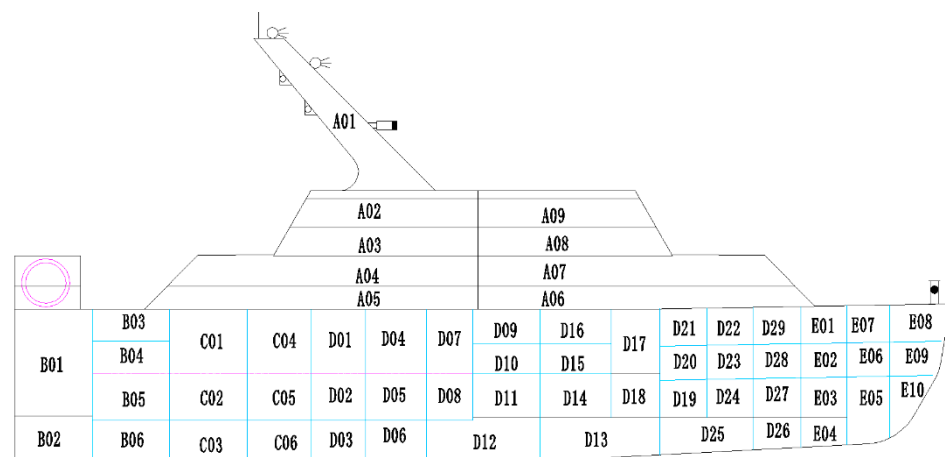 A01
A02 A09
A03 A08
A04 A07
A05 A06
B03 C01 C04 D01 D04 D07 D09 D16 D17 D21 D22 D29 E01 E07 E08
B01 B04 D10 D15 D20 D23 D28 E02 E06 E09
B05 C02 C05 D02 D05 D08 D11 D14 D18 D19 D24 D27 E03 E05 E10
B02 B06 C03 C06 D03 D06 D12 D13 D25 D26 E04